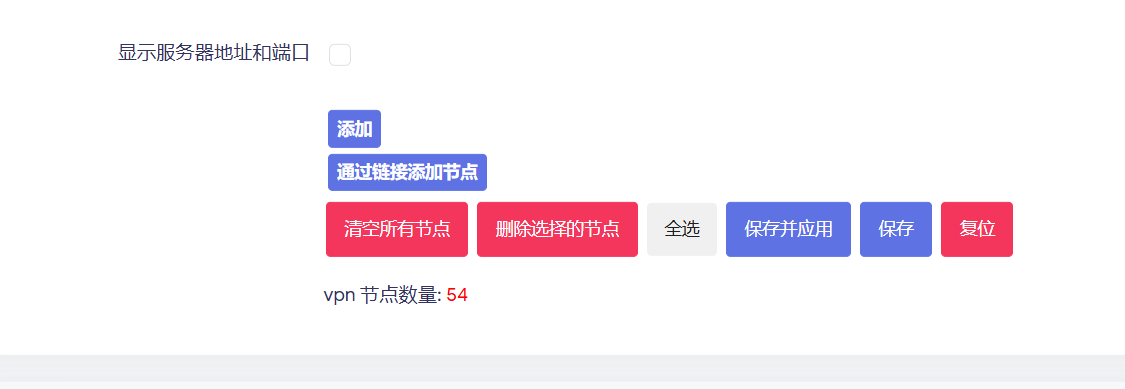 显示服务器地址和端口
添加
通过链接添加节点
清空所有节点 删除选择的节点 全选 保存并应用 保存 复位
vpn 节点数量: 54